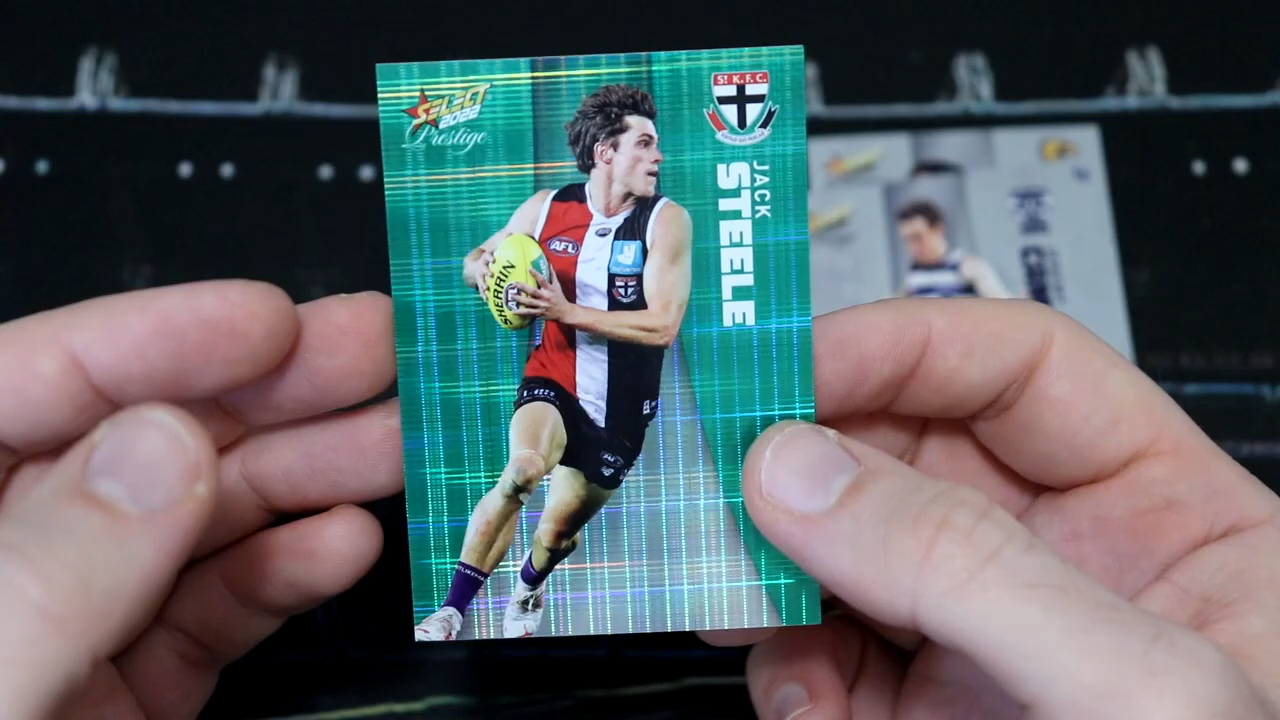 SELECT
2022
Prestige
St K.F.C.
JACK
STEELE
AFL
SHERRIN